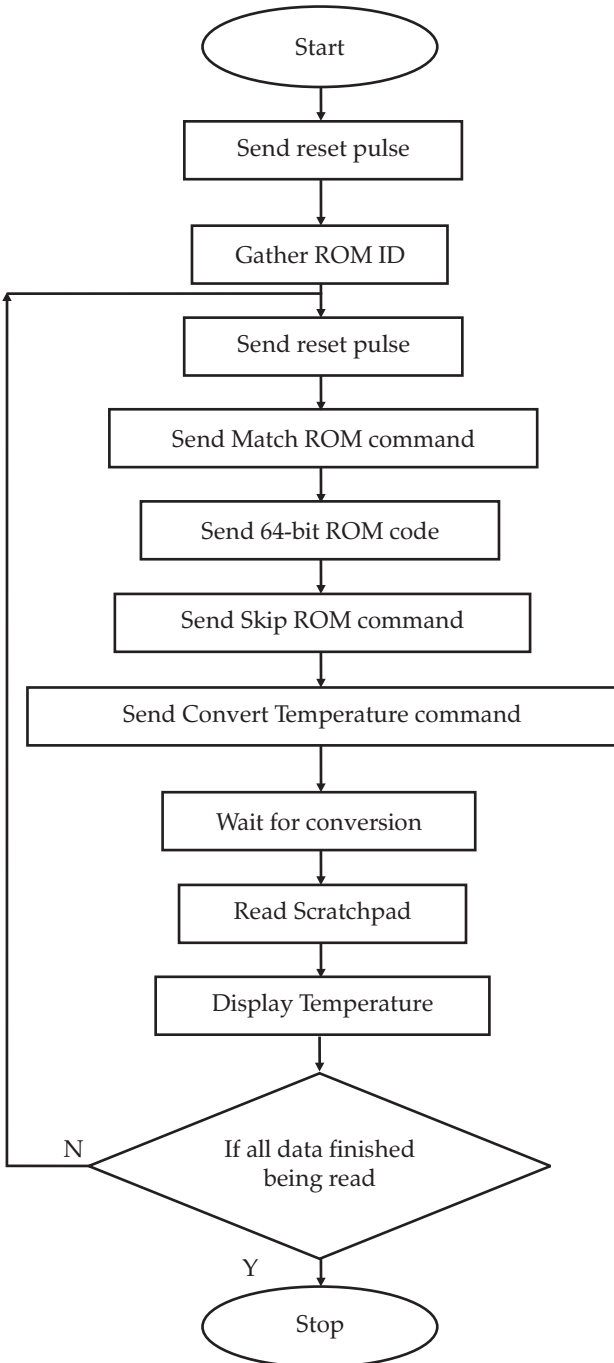 Start
Send reset pulse
Gather ROM ID
Send reset pulse
Send Match ROM command
Send 64-bit ROM code
Send Skip ROM command
Send Convert Temperature command
Wait for conversion
Read Scratchpad
Display Temperature
N
If all data finished
being read
Y
Stop